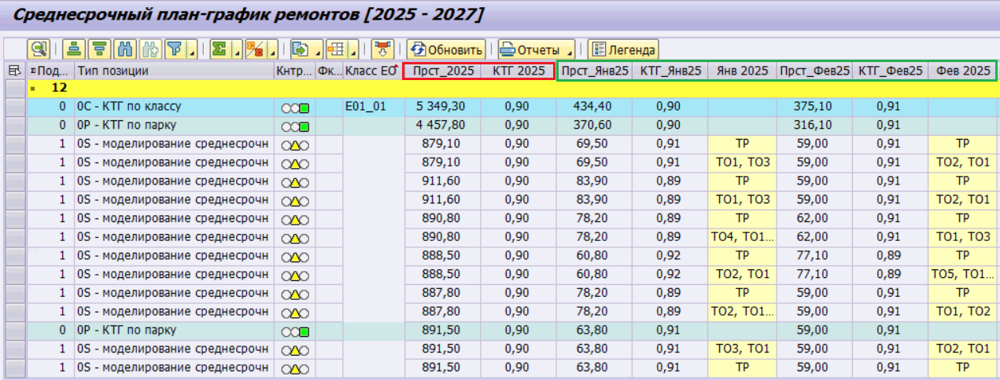 Среднесрочный план-график ремонтов [2025 - 2027]
Обновить Отчеты Легенда
Под... Тип позиции Кнтр... Фк... Класс ЕО Прст_2025 КТГ 2025 Прст_Янв25 КТГ_Янв25 Янв 2025 Прст_Фев25 КТГ_Фев25 Фев 2025
12
0 0C - КТГ по классу E01_01 5 349,30 0,90 434,40 0,90 375,10 0,91
0 0P - КТГ по парку 4 457,80 0,90 370,60 0,90 316,10 0,91
1 0S - моделирование среднесрочн 879,10 0,90 69,50 0,91 ТР 59,00 0,91 ТР
1 0S - моделирование среднесрочн 879,10 0,90 69,50 0,91 ТО1, ТО3 59,00 0,91 ТО2, ТО1
1 0S - моделирование среднесрочн 911,60 0,90 83,90 0,89 ТР 59,00 0,91 ТР
1 0S - моделирование среднесрочн 911,60 0,90 83,90 0,89 ТО1, ТО3 59,00 0,91 ТО2, ТО1
1 0S - моделирование среднесрочн 890,80 0,90 78,20 0,89 ТР 62,00 0,91 ТР
1 0S - моделирование среднесрочн 890,80 0,90 78,20 0,89 ТО4, ТО1... 62,00 0,91 ТО1, ТО3
1 0S - моделирование среднесрочн 888,50 0,90 60,80 0,92 ТР 77,10 0,89 ТР
1 0S - моделирование среднесрочн 888,50 0,90 60,80 0,92 ТО2, ТО1 77,10 0,89 ТО5, ТО1...
1 0S - моделирование среднесрочн 887,80 0,90 78,20 0,89 ТР 59,00 0,91 ТР
1 0S - моделирование среднесрочн 887,80 0,90 78,20 0,89 ТО2, ТО1... 59,00 0,91 ТО1, ТО2
0 0P - КТГ по парку 891,50 0,90 63,80 0,91 59,00 0,91
1 0S - моделирование среднесрочн 891,50 0,90 63,80 0,91 ТО3, ТО1 59,00 0,91 ТО2, ТО1
1 0S - моделирование среднесрочн 891,50 0,90 63,80 0,91 ТР 59,00 0,91 ТР